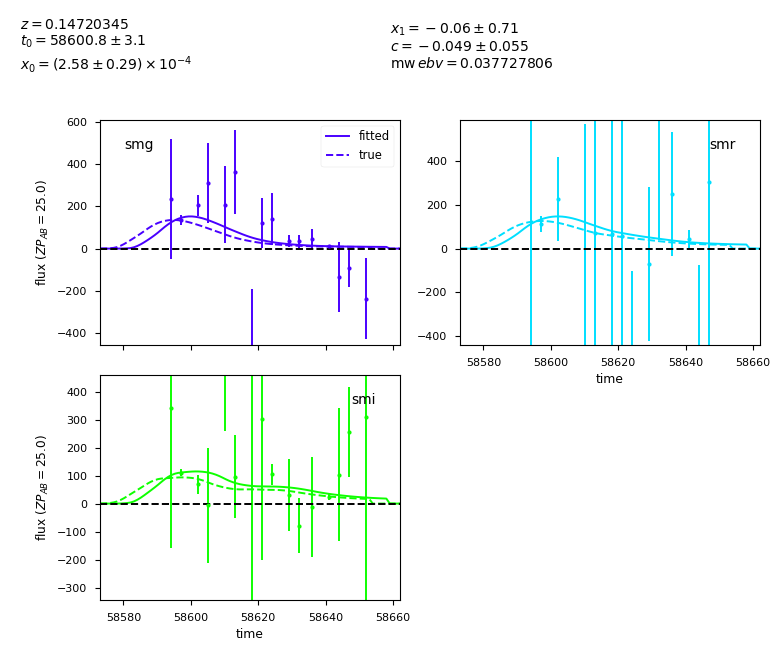 z = 0.14720345
t₀ = 58600.8 ± 3.1
x₀ = (2.58 ± 0.29) × 10⁻⁴
x₁ = −0.06 ± 0.71
c = −0.049 ± 0.055
mw ebv = 0.037727806
smg
fitted
true
600
400
200
0
−200
−400
flux (ZP_AB = 25.0)
smr
400
200
0
−200
−400
58580 58600 58620 58640 58660
time
smi
400
300
200
100
0
−100
−200
−300
flux (ZP_AB = 25.0)
58580 58600 58620 58640 58660
time